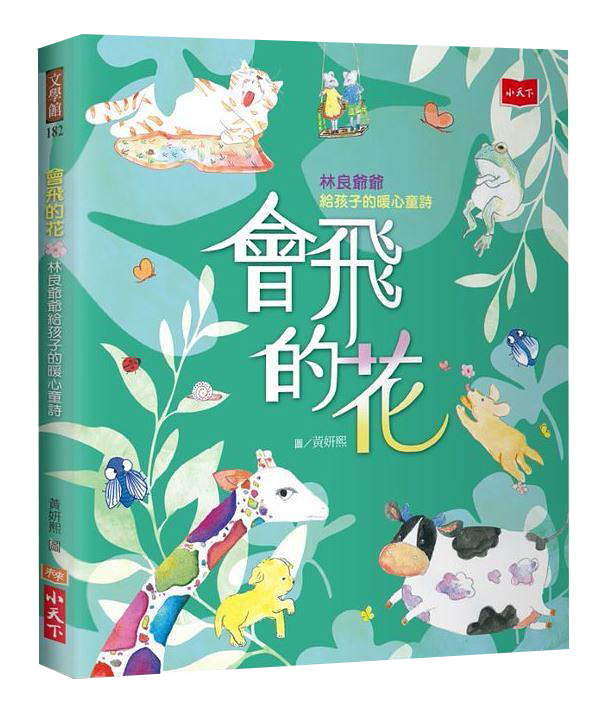 文學館
182
會飛的花
林良爺爺給孩子的暖心童詩
黃妍熙 圖
未來
小天下
小天下
林良爺爺
給孩子的暖心童詩
會飛
的花
圖／黃妍熙